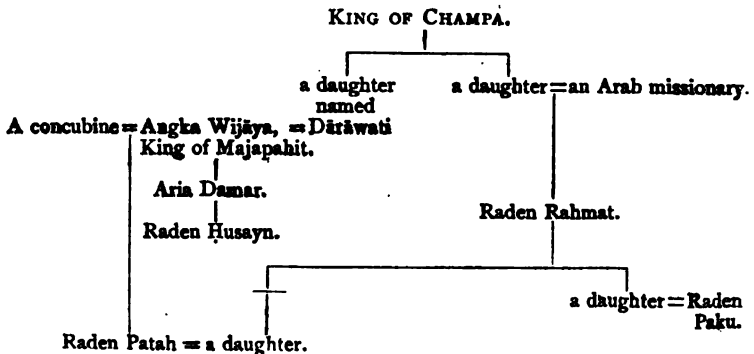 KING OF CHAMPA.
a daughter named
a daughter=an Arab missionary.
A concubine=Angka Wijāya, =Dārāwati
King of Majapahit.
Aria Damar.
Raden Rahmat.
Raden Ḥusayn.
a daughter=Raden
Paku.
Raden Patah = a daughter.